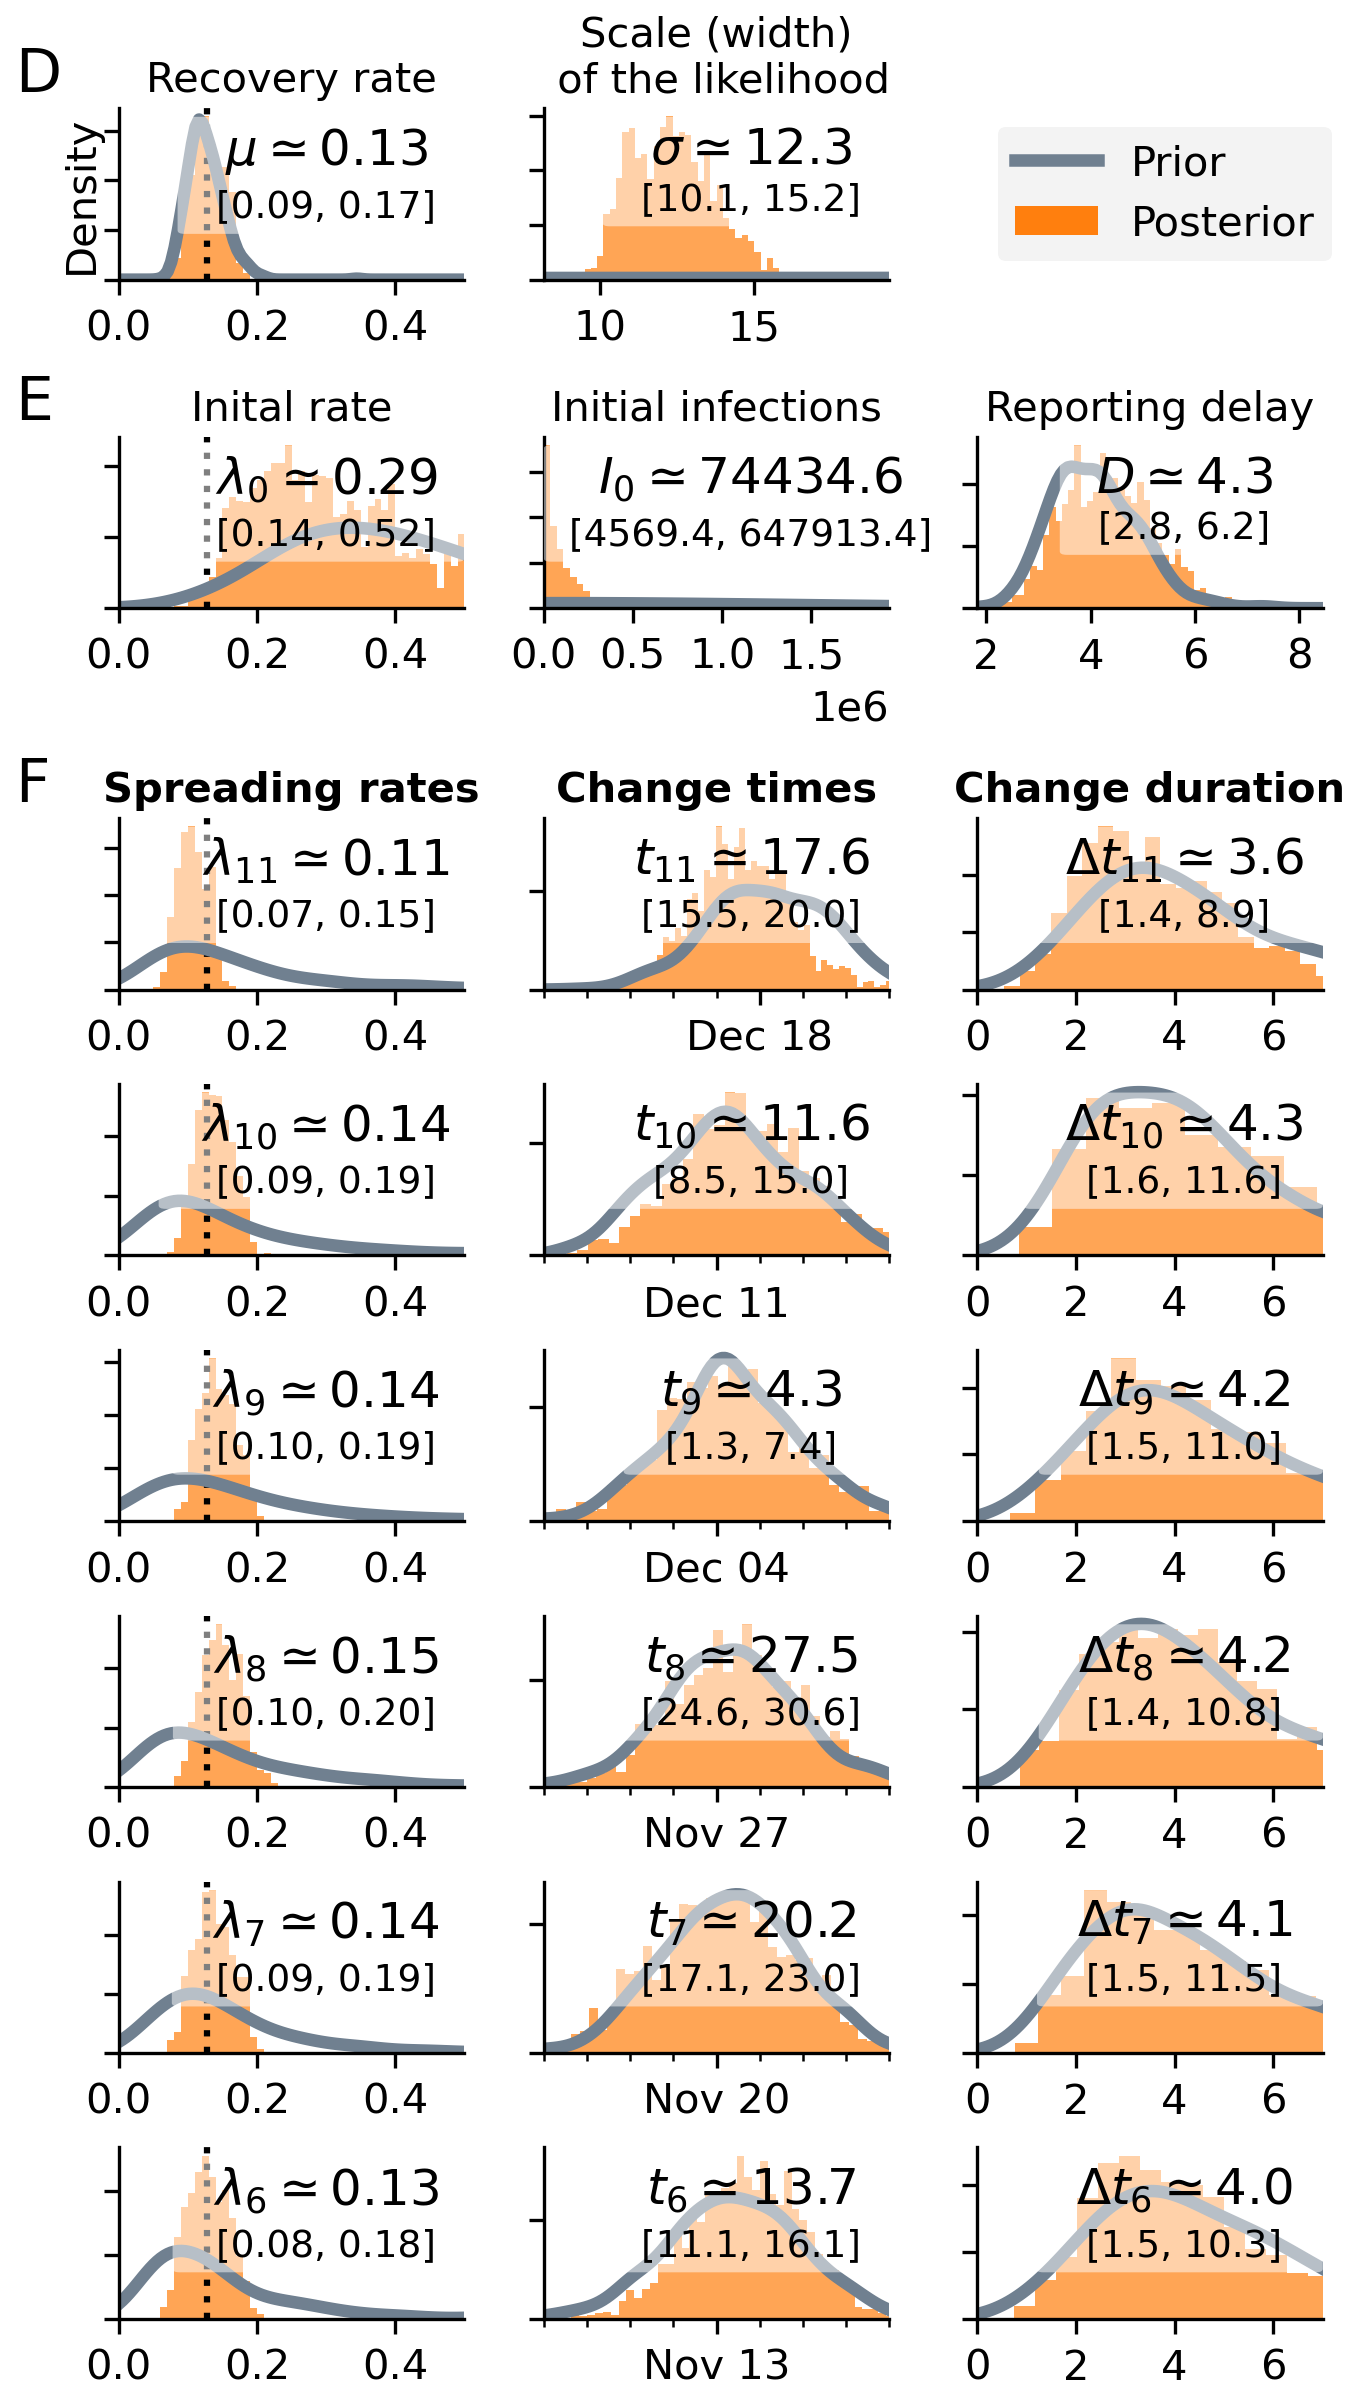 D
Recovery rate
Scale (width)
of the likelihood
Density
μ ≃ 0.13
[0.09, 0.17]
0.0 0.2 0.4
σ ≃ 12.3
[10.1, 15.2]
10 15
Prior
Posterior
E
Inital rate
Initial infections
Reporting delay
λ₀ ≃ 0.29
[0.14, 0.52]
0.0 0.2 0.4
I₀ ≃ 74434.6
[4569.4, 647913.4]
0.0 0.5 1.0 1.5
1e6
D ≃ 4.3
[2.8, 6.2]
2 4 6 8
F
Spreading rates
Change times
Change duration
λ₁₁ ≃ 0.11
[0.07, 0.15]
0.0 0.2 0.4
t₁₁ ≃ 17.6
[15.5, 20.0]
Dec 18
Δt₁₁ ≃ 3.6
[1.4, 8.9]
0 2 4 6
λ₁₀ ≃ 0.14
[0.09, 0.19]
0.0 0.2 0.4
t₁₀ ≃ 11.6
[8.5, 15.0]
Dec 11
Δt₁₀ ≃ 4.3
[1.6, 11.6]
0 2 4 6
λ₉ ≃ 0.14
[0.10, 0.19]
0.0 0.2 0.4
t₉ ≃ 4.3
[1.3, 7.4]
Dec 04
Δt₉ ≃ 4.2
[1.5, 11.0]
0 2 4 6
λ₈ ≃ 0.15
[0.10, 0.20]
0.0 0.2 0.4
t₈ ≃ 27.5
[24.6, 30.6]
Nov 27
Δt₈ ≃ 4.2
[1.4, 10.8]
0 2 4 6
λ₇ ≃ 0.14
[0.09, 0.19]
0.0 0.2 0.4
t₇ ≃ 20.2
[17.1, 23.0]
Nov 20
Δt₇ ≃ 4.1
[1.5, 11.5]
0 2 4 6
λ₆ ≃ 0.13
[0.08, 0.18]
0.0 0.2 0.4
t₆ ≃ 13.7
[11.1, 16.1]
Nov 13
Δt₆ ≃ 4.0
[1.5, 10.3]
0 2 4 6